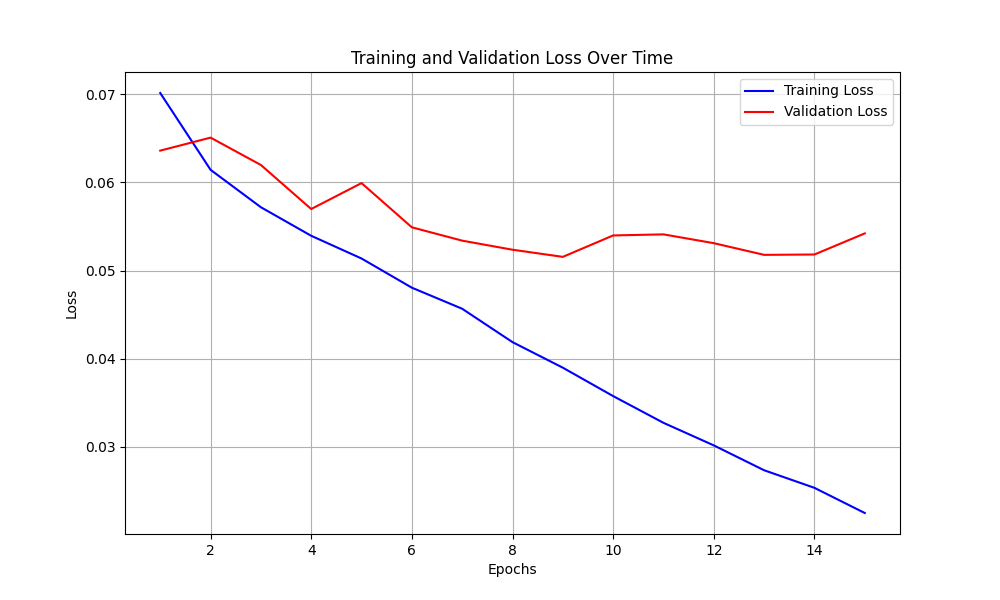 Training and Validation Loss Over Time
Training Loss
Validation Loss
0.07
0.06
0.05
0.04
0.03
Loss
2 4 6 8 10 12 14
Epochs